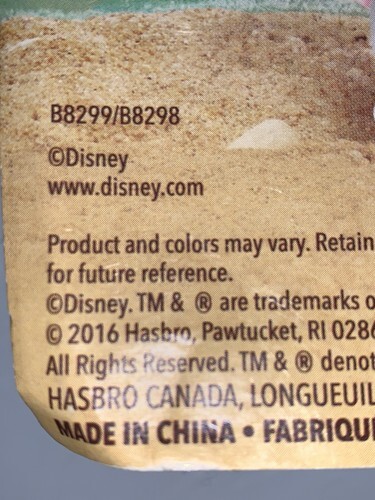 B8299/B8298
©Disney
www.disney.com
Product and colors may vary. Retain
for future reference.
©Disney. TM & ® are trademarks o
© 2016 Hasbro, Pawtucket, RI 0286
All Rights Reserved. TM & ® denot
HASBRO CANADA, LONGUEUIL
MADE IN CHINA • FABRIQU